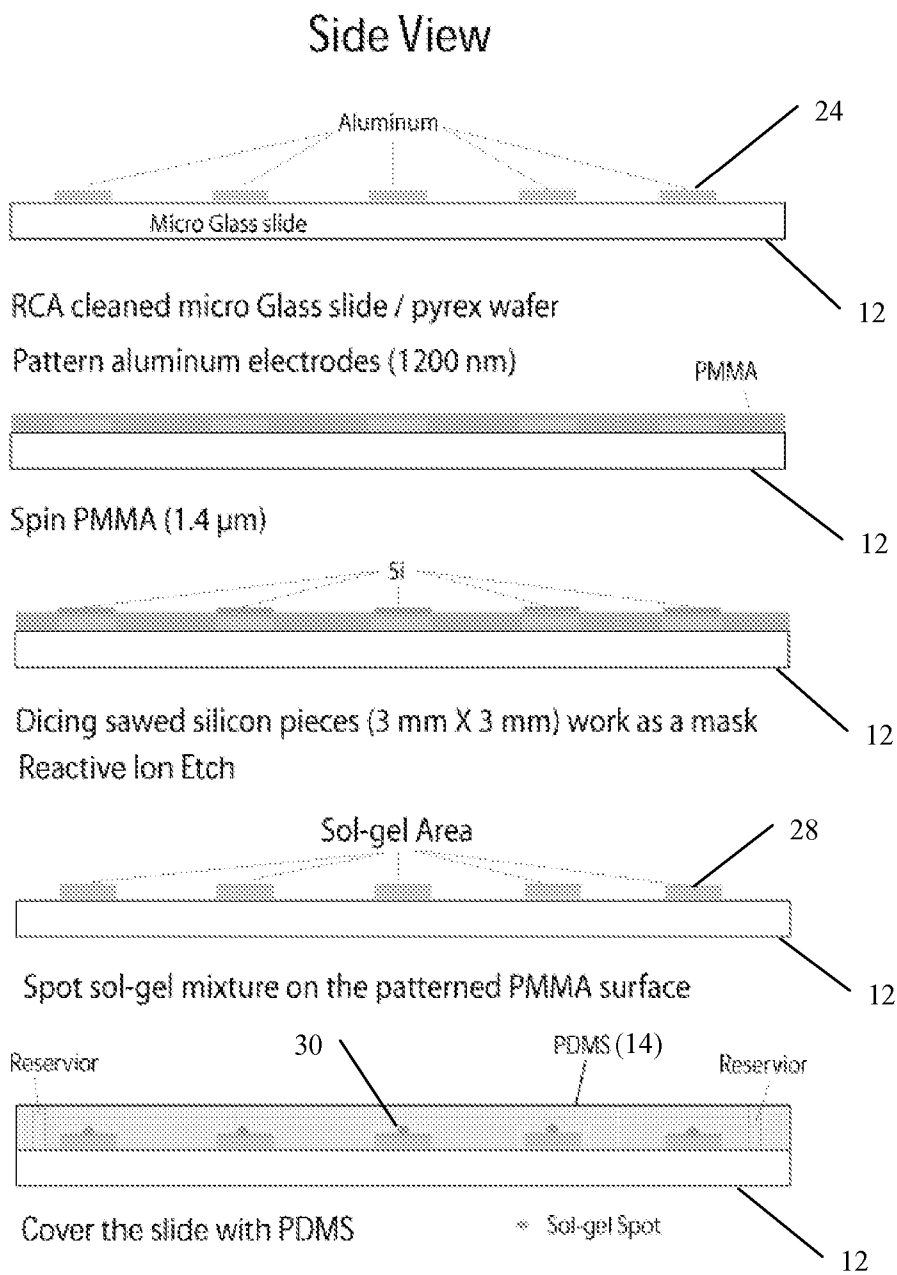 Side View
Aluminum
24
Micro Glass slide
12
RCA cleaned micro Glass slide / pyrex wafer
Pattern aluminum electrodes (1200 nm)
PMMA
12
Spin PMMA (1.4 μm)
Si
12
Dicing sawed silicon pieces (3 mm X 3 mm) work as a mask
Reactive Ion Etch
Sol-gel Area
28
12
Spot sol-gel mixture on the patterned PMMA surface
30
PDMS (14)
Reservior
Reservior
Cover the slide with PDMS
Sol-gel Spot
12